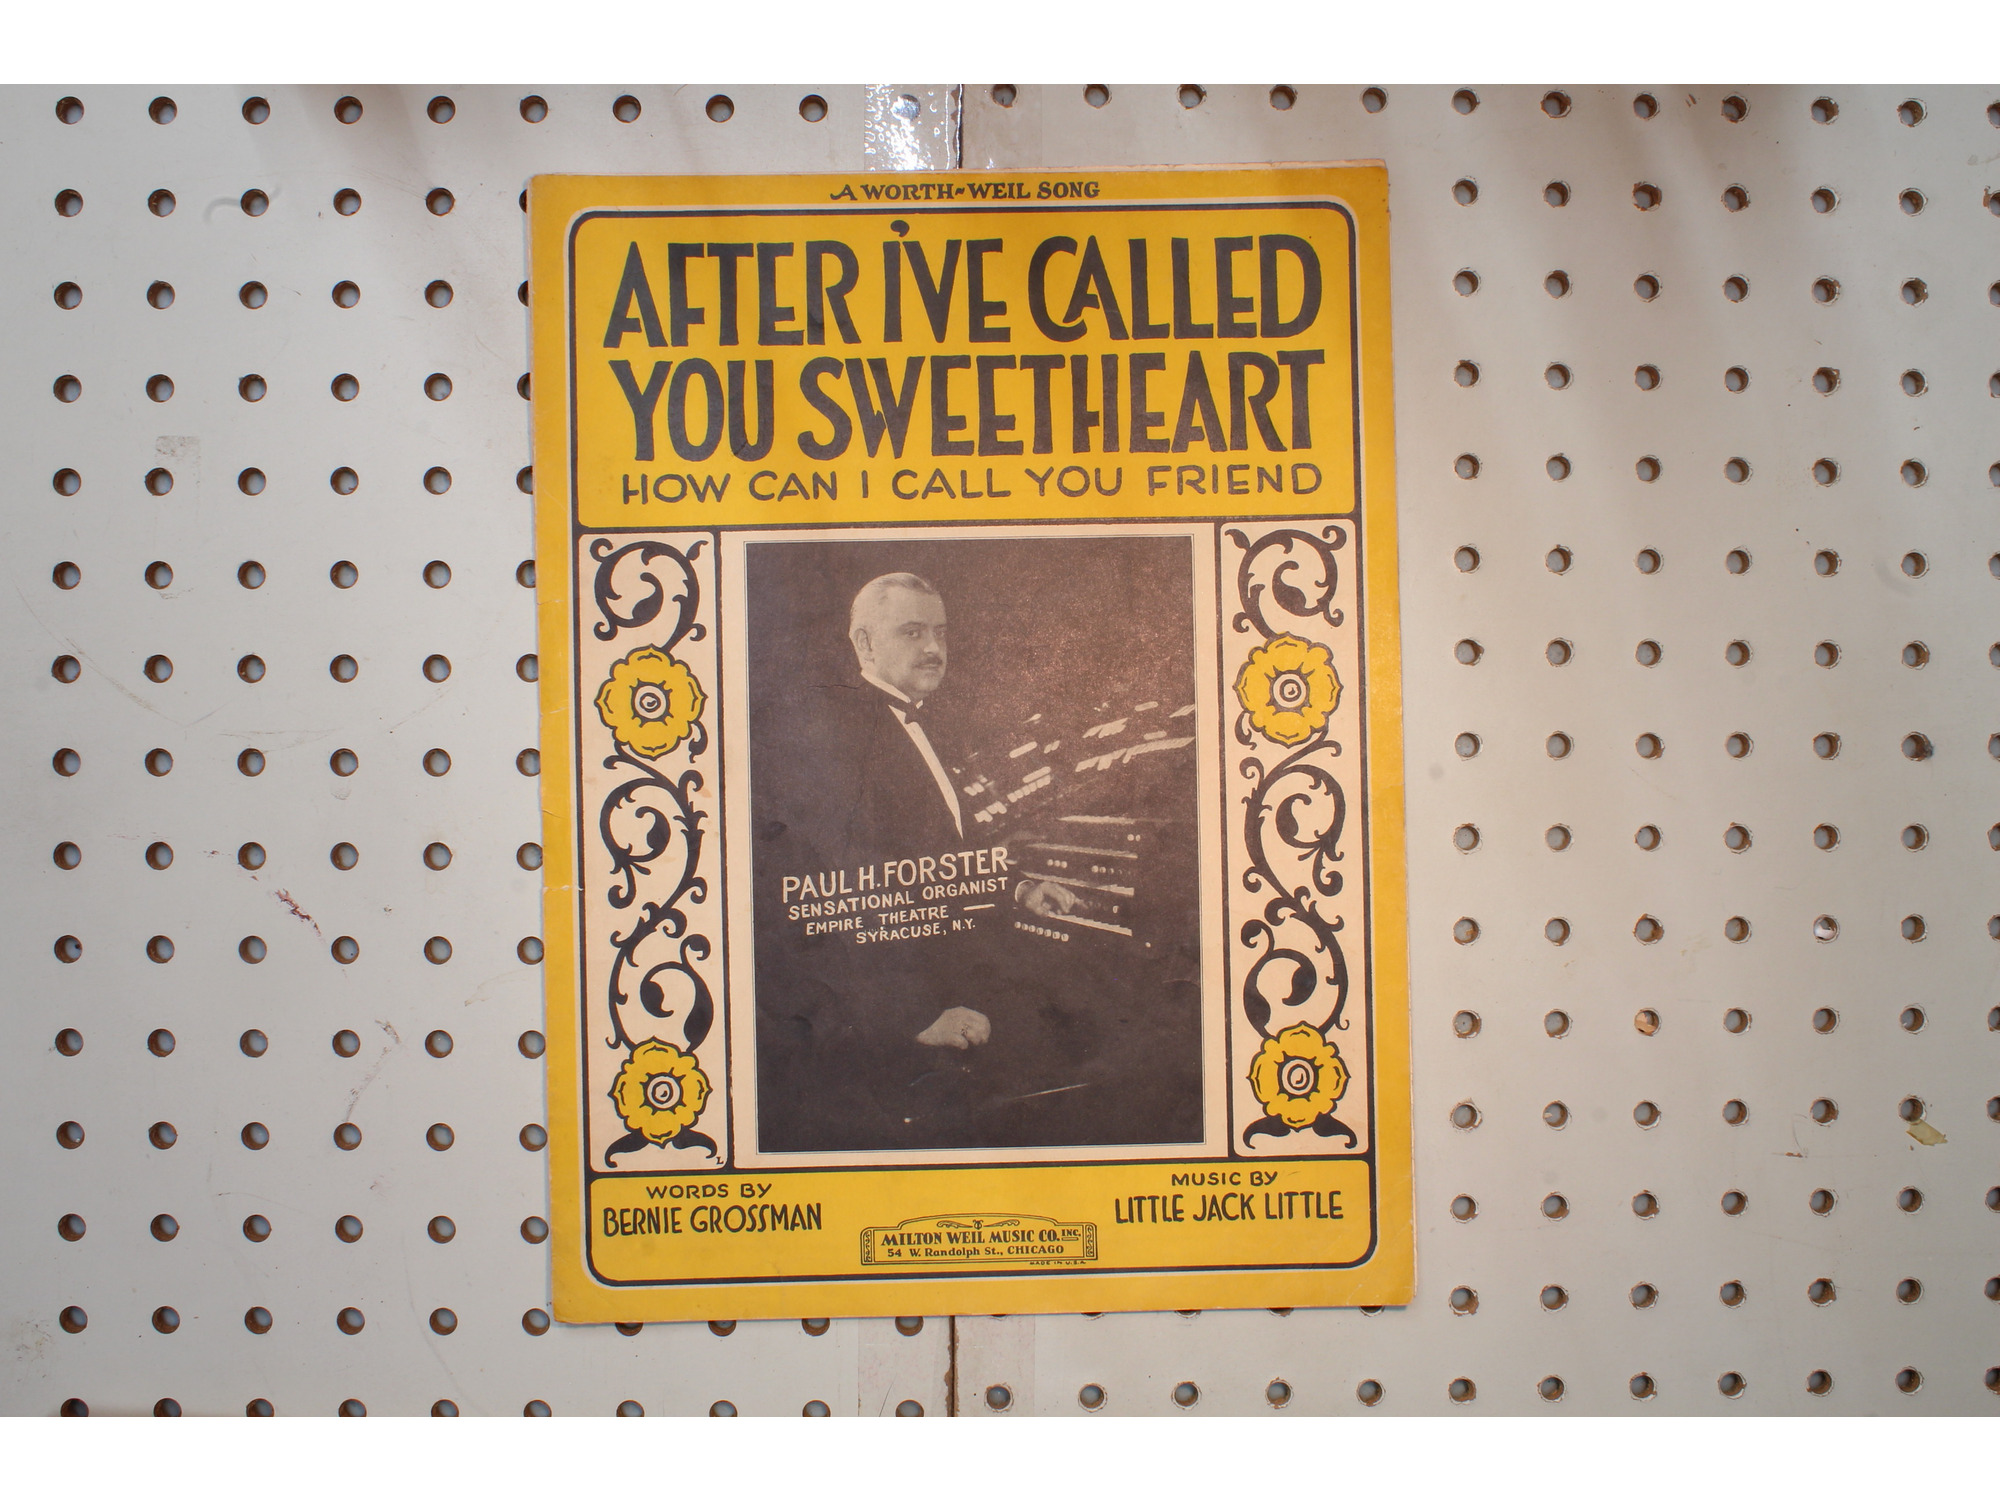 A WORTH~WEIL SONG
AFTER I'VE CALLED
YOU SWEETHEART
HOW CAN I CALL YOU FRIEND
PAUL H. FORSTER
SENSATIONAL ORGANIST
EMPIRE THEATRE —
SYRACUSE, N.Y.
L
WORDS BY
BERNIE GROSSMAN
MUSIC BY
LITTLE JACK LITTLE
MILTON WEIL MUSIC CO. INC.
54 W. Randolph St., CHICAGO
MADE IN U.S.A.